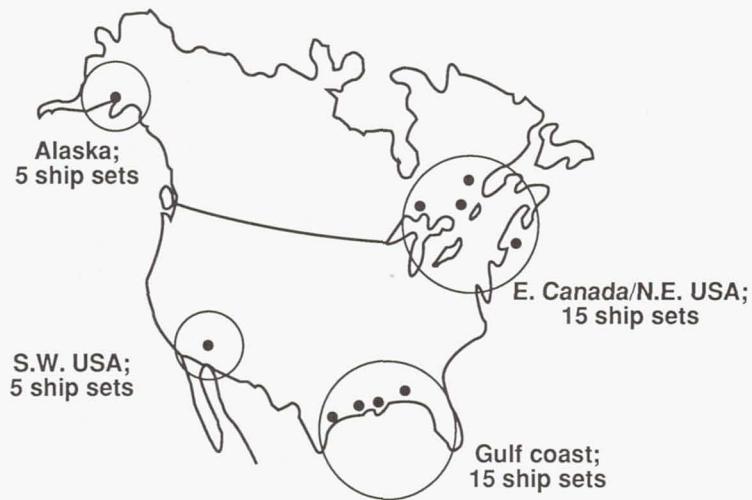 Alaska;
5 ship sets
E. Canada/N.E. USA;
15 ship sets
S.W. USA;
5 ship sets
Gulf coast;
15 ship sets